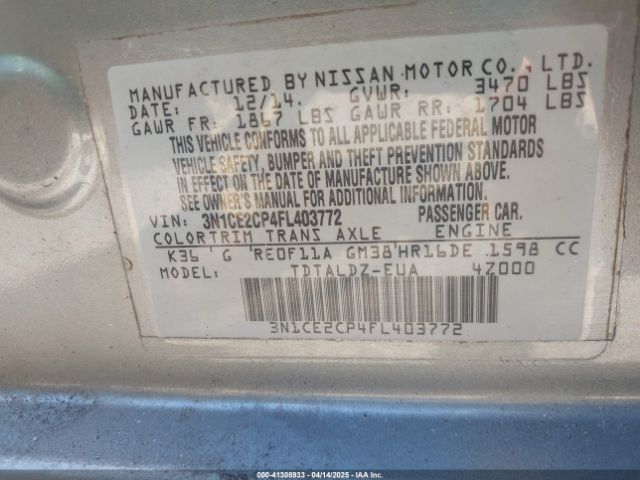 MANUFACTURED BY NISSAN MOTOR CO., LTD.
DATE: 12/14. GVWR: 3470 LBS
GAWR FR: 1867 LBS GAWR RR: 1704 LBS
THIS VEHICLE CONFORMS TO ALL APPLICABLE FEDERAL MOTOR
VEHICLE SAFETY, BUMPER AND THEFT PREVENTION STANDARDS
IN EFFECT ON THE DATE OF MANUFACTURE SHOWN ABOVE.
SEE OWNER'S MANUAL FOR ADDITIONAL INFORMATION.
VIN: 3N1CE2CP4FL403772 PASSENGER CAR.
COLOR TRIM TRANS AXLE ENGINE
K36 G RE0F11A GM38 HR16DE 1598 CC
MODEL: TDTALDZ-EUA 4Z000
3N1CE2CP4FL403772
000-41308933 - 04/14/2025 - IAAI.com